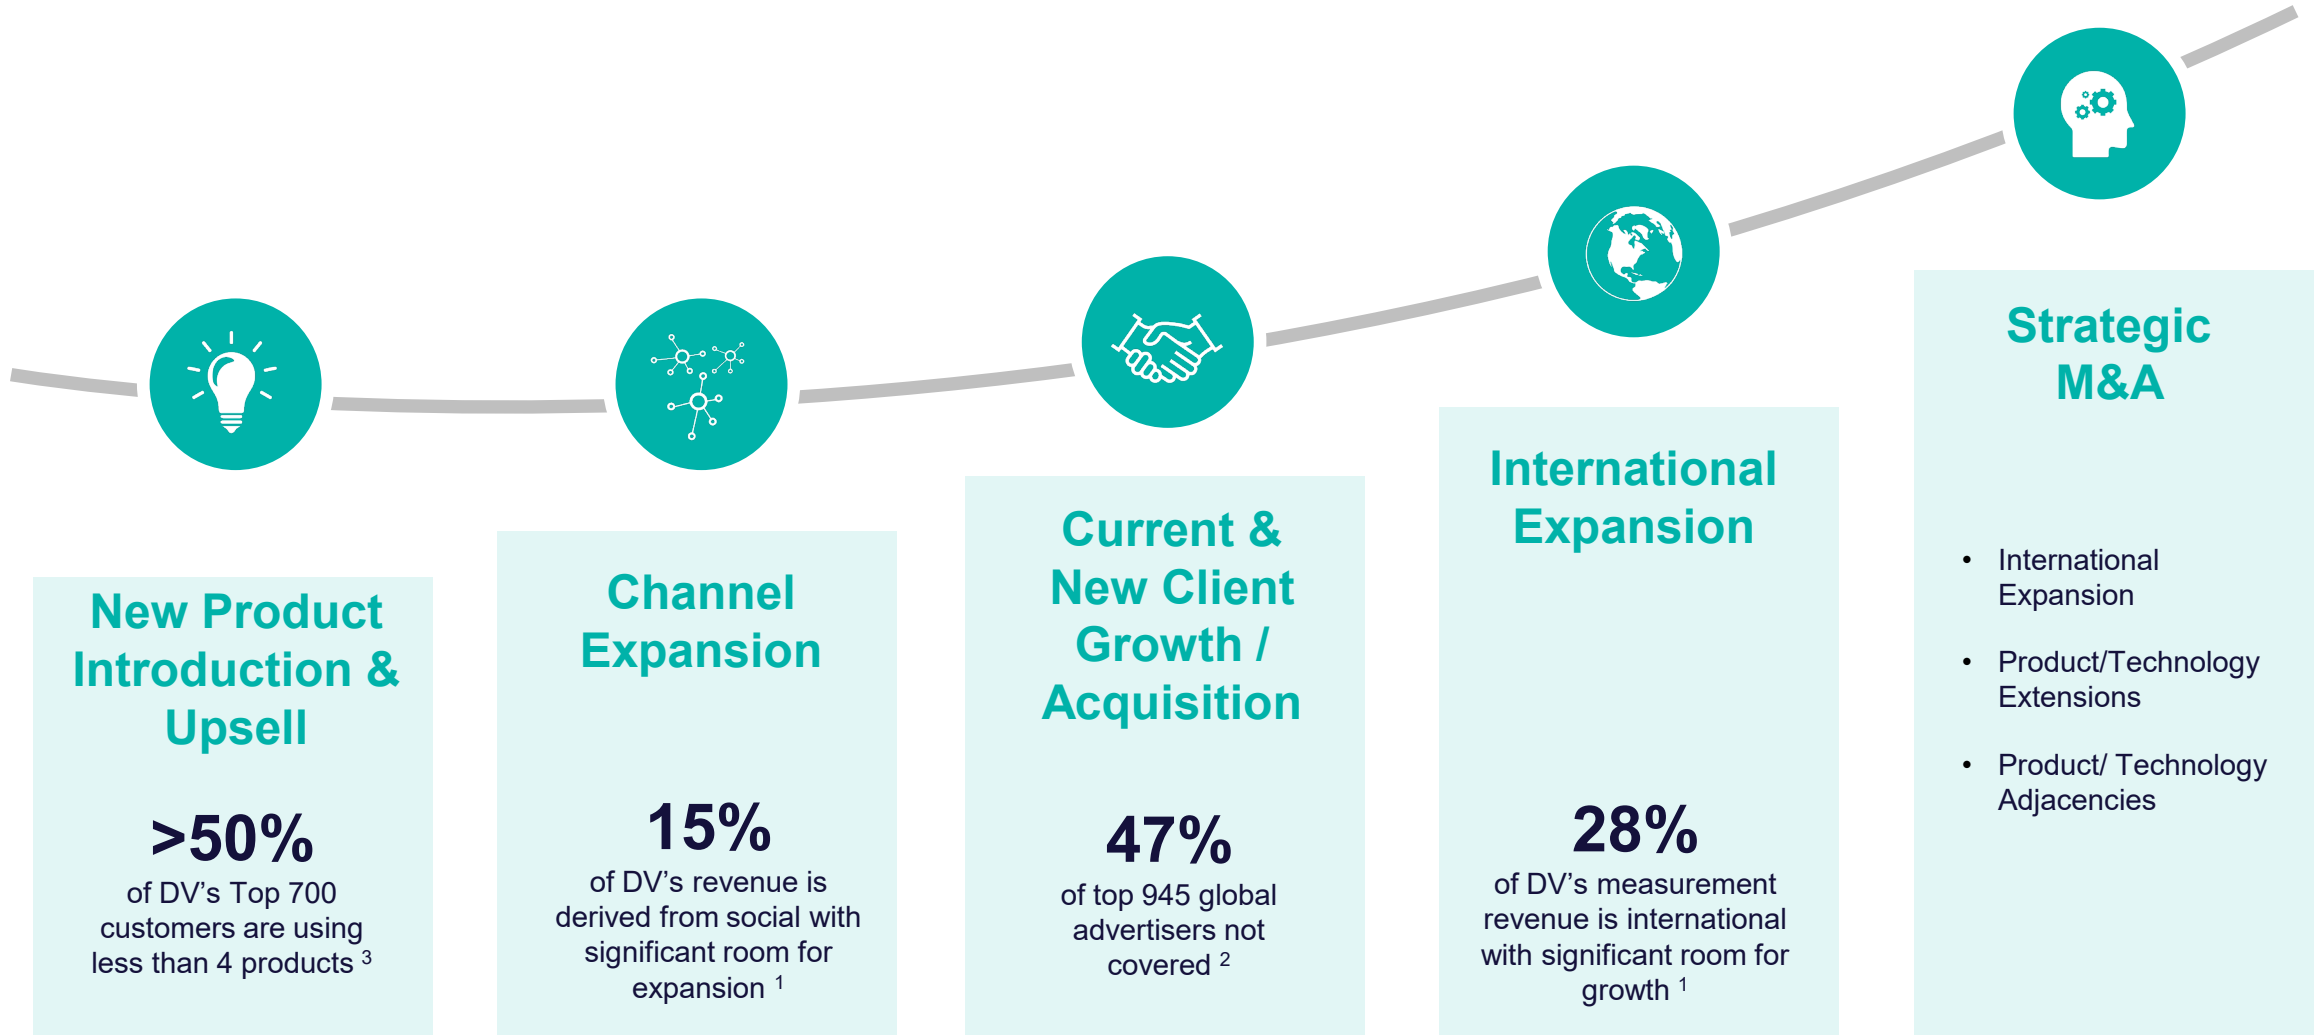 New Product
Introduction &
Upsell
>50%
of DV’s Top 700
customers are using
less than 4 products ³
Channel
Expansion
15%
of DV’s revenue is
derived from social with
significant room for
expansion ¹
Current &
New Client
Growth /
Acquisition
47%
of top 945 global
advertisers not
covered ²
International
Expansion
28%
of DV’s measurement
revenue is international
with significant room for
growth ¹
Strategic
M&A
• International
Expansion
• Product/Technology
Extensions
• Product/ Technology
Adjacencies